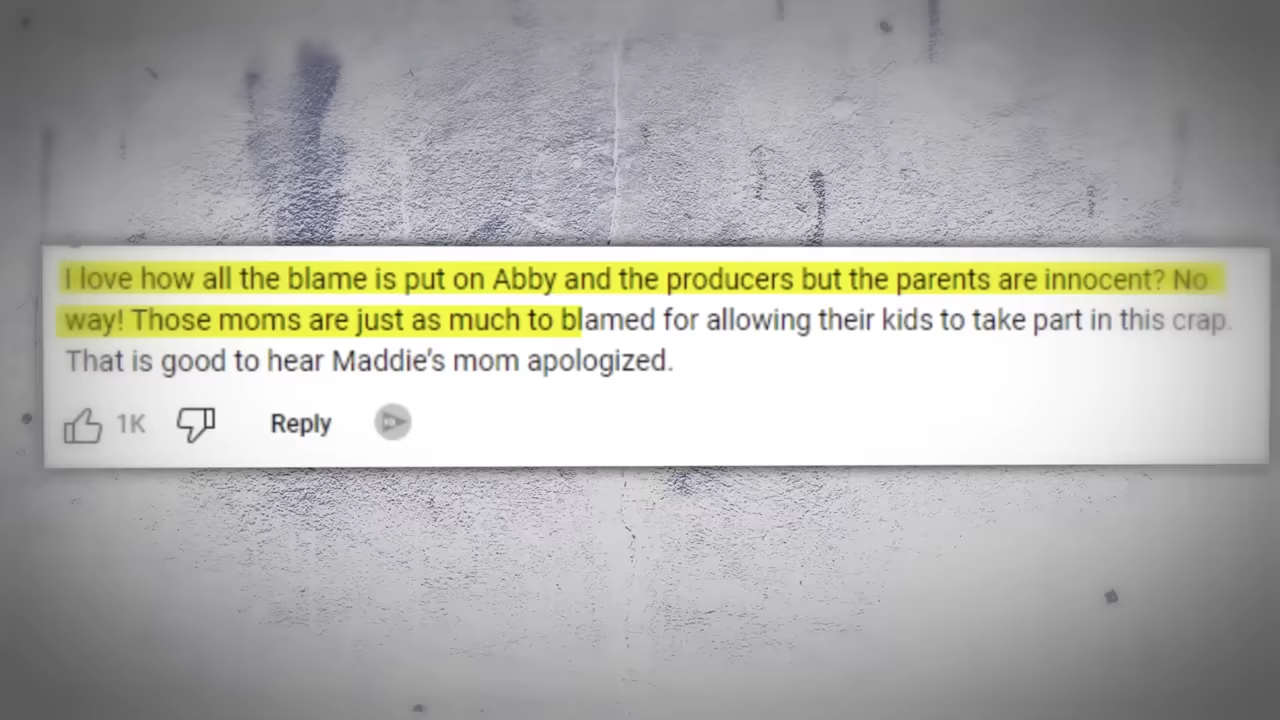 I love how all the blame is put on Abby and the producers but the parents are innocent? No
way! Those moms are just as much to blamed for allowing their kids to take part in this crap.
That is good to hear Maddie's mom apologized.
1K Reply